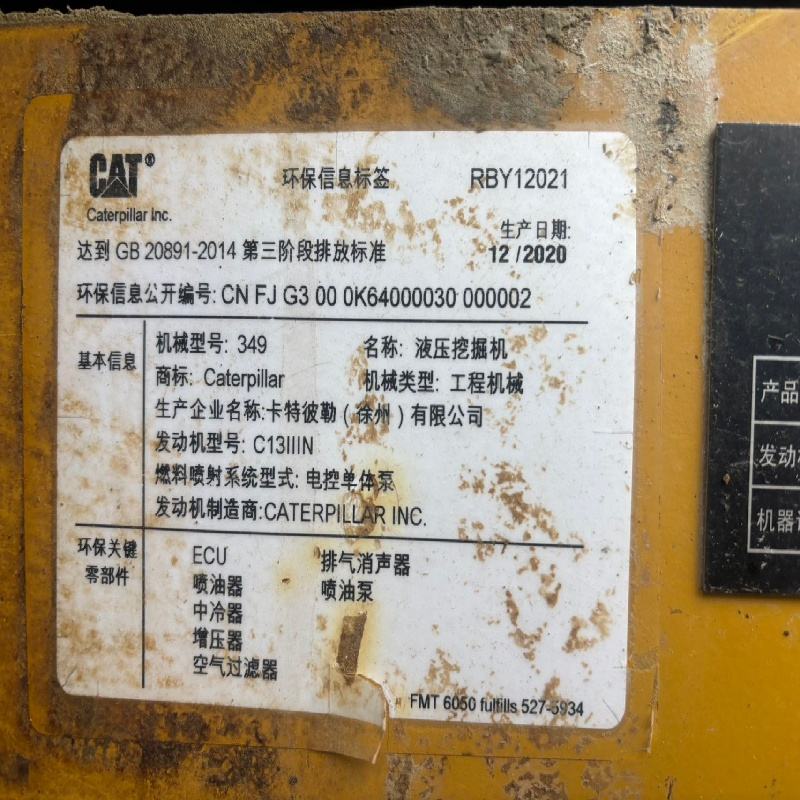 CAT®
Caterpillar Inc.
环保信息标签
RBY12021
达到 GB 20891-2014 第三阶段排放标准
生产日期:
12 /2020
环保信息公开编号: CN FJ G3 00 0K64000030 000002
基本信息
机械型号: 349 名称: 液压挖掘机
商标: Caterpillar 机械类型: 工程机械
生产企业名称:卡特彼勒（徐州）有限公司
发动机型号: C13IIIN
燃料喷射系统型式: 电控单体泵
发动机制造商:CATERPILLAR INC.
环保关键
零部件
ECU 排气消声器
喷油器 喷油泵
中冷器
增压器
空气过滤器
FMT 6050 fulfills 527-5934
产品
发动
机器